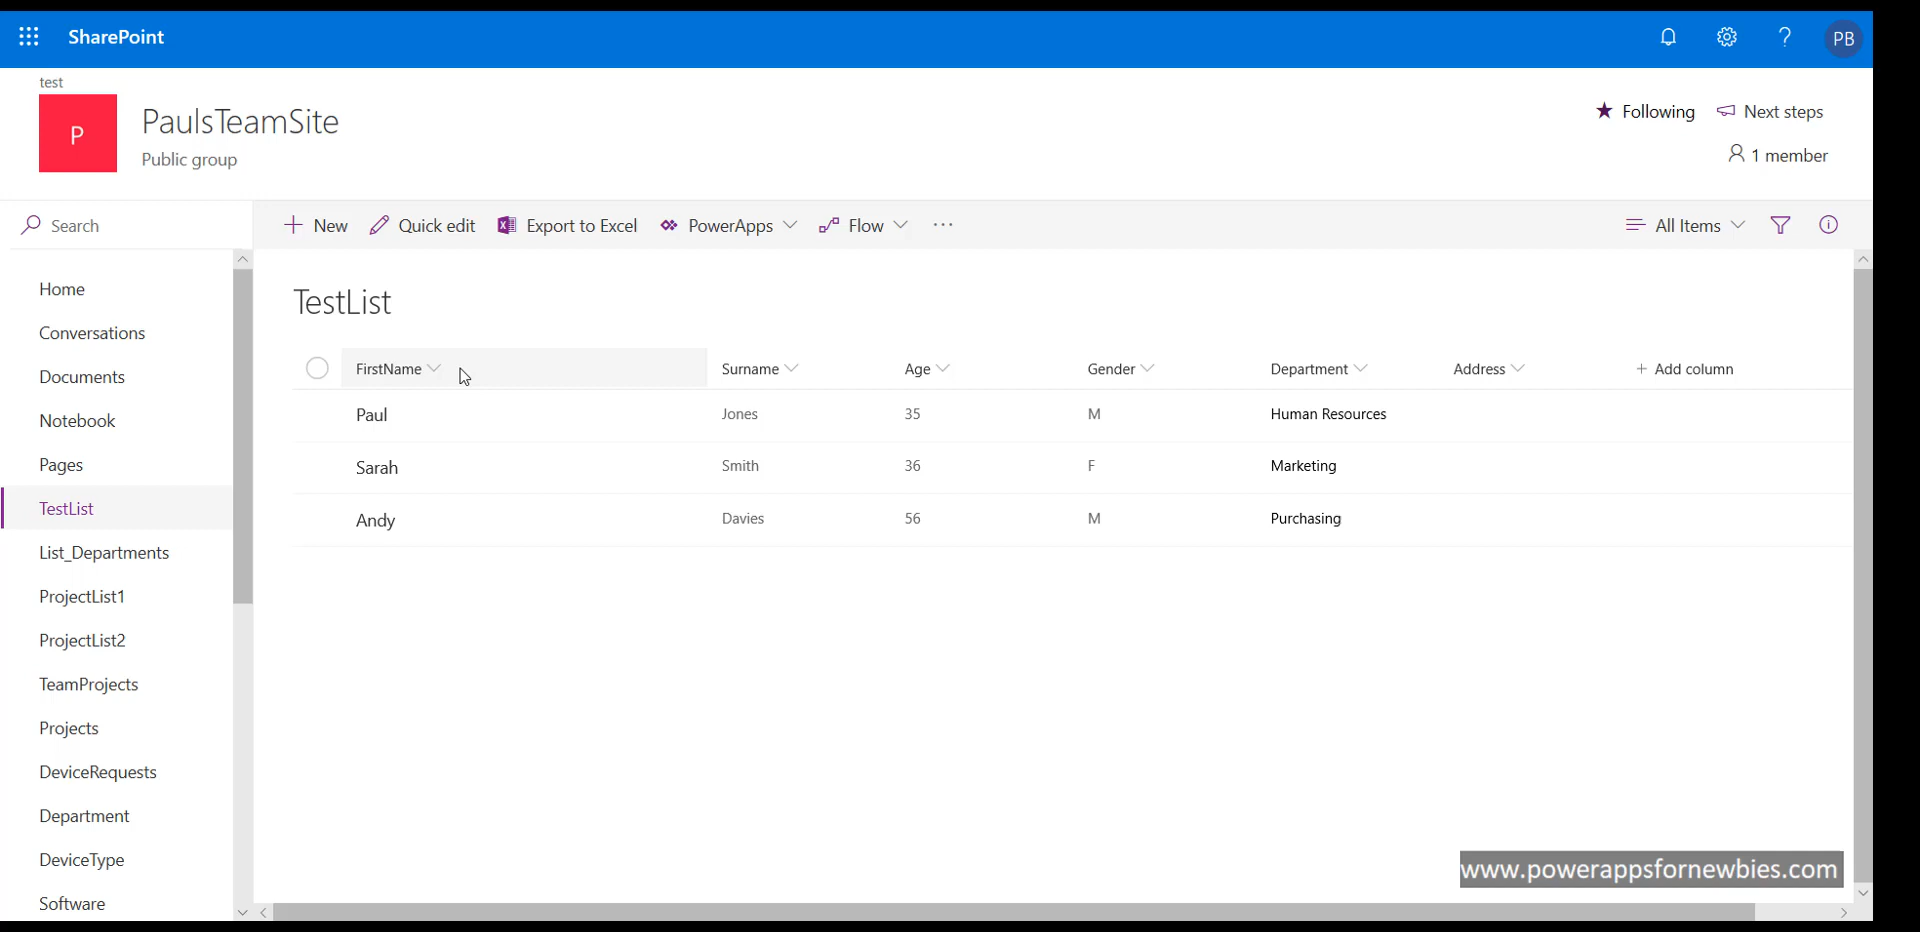 SharePoint
PB
test
P
PaulsTeamSite
Public group
Following
Next steps
1 member
Search
New
Quick edit
Export to Excel
PowerApps
Flow
All Items
Home
Conversations
Documents
Notebook
Pages
TestList
List_Departments
ProjectList1
ProjectList2
TeamProjects
Projects
DeviceRequests
Department
DeviceType
Software
TestList
FirstName Surname Age Gender Department Address + Add column
Paul Jones 35 M Human Resources
Sarah Smith 36 F Marketing
Andy Davies 56 M Purchasing
www.powerappsfornewbies.com